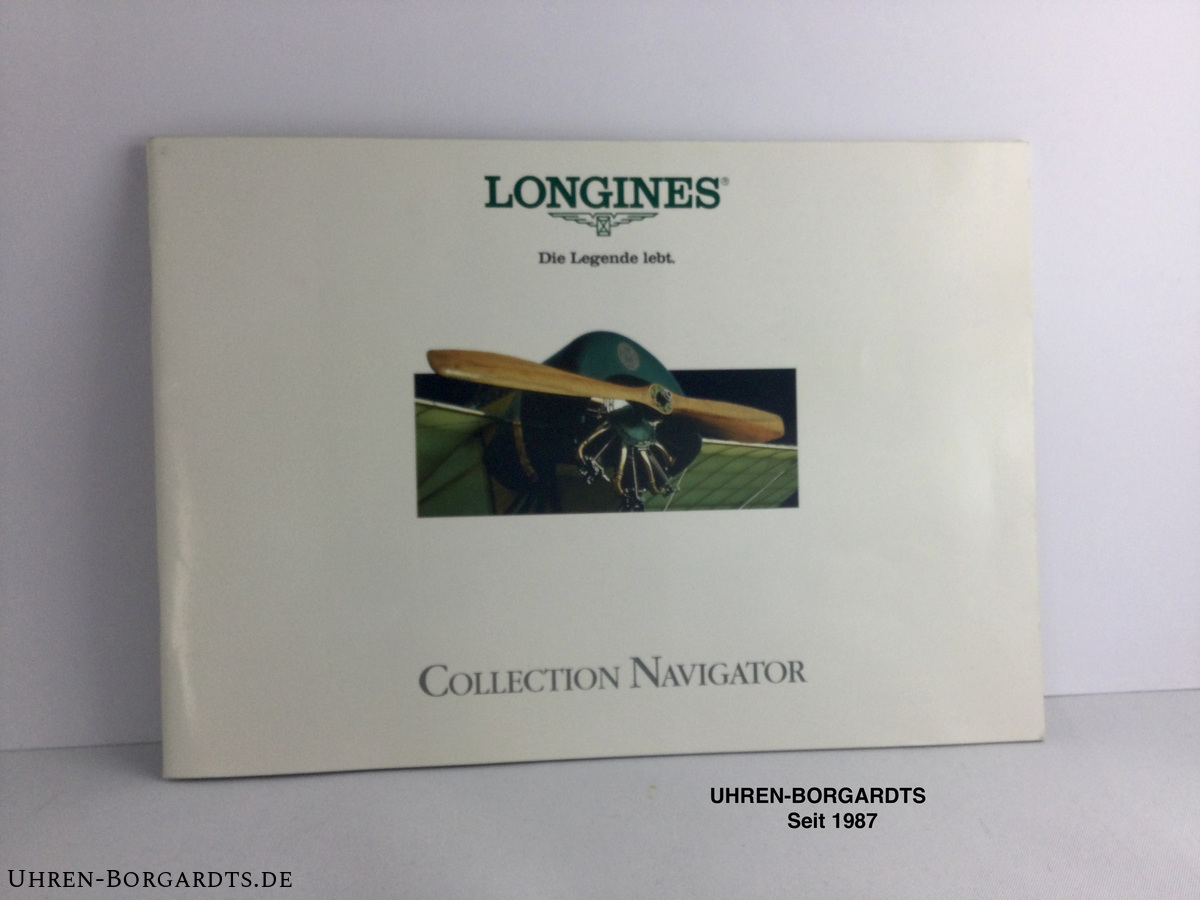 LONGINES®
Die Legende lebt.
COLLECTION NAVIGATOR
UHREN-BORGARDTS
Seit 1987
UHREN-BORGARDTS.DE